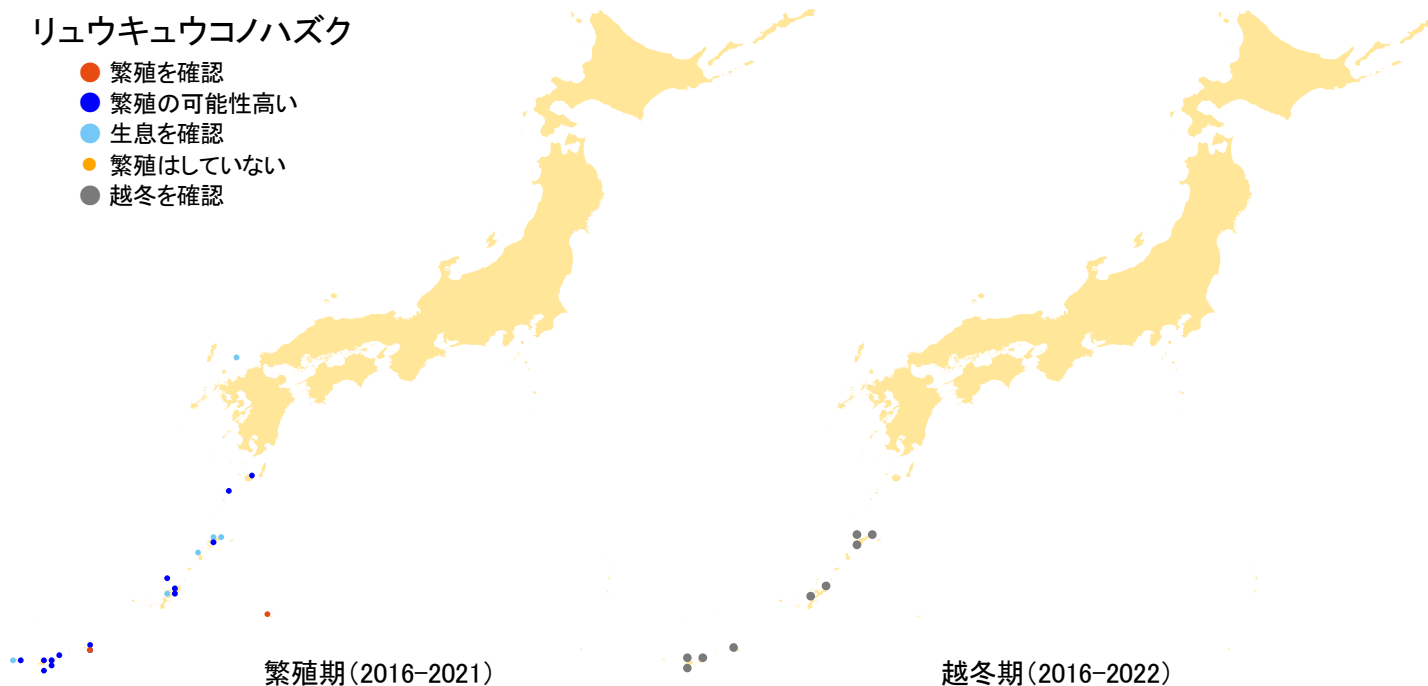 リュウキュウコノハズク
繁殖を確認
繁殖の可能性高い
生息を確認
繁殖はしていない
越冬を確認
繁殖期(2016-2021)
越冬期(2016-2022)